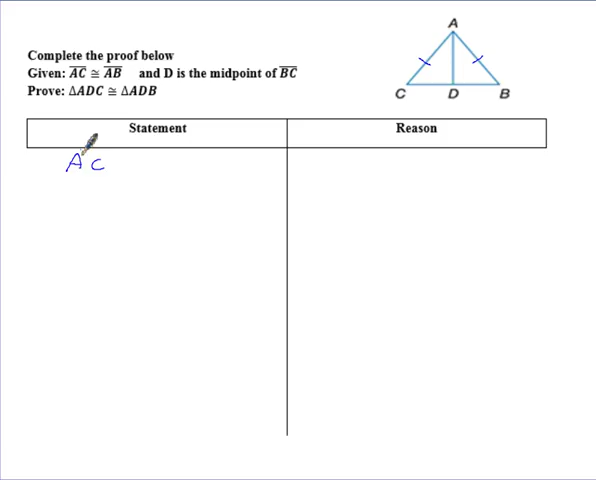 A
Complete the proof below
Given: AC ≅ AB and D is the midpoint of BC
Prove: ΔADC ≅ ΔADB
C D B
Statement Reason
AC